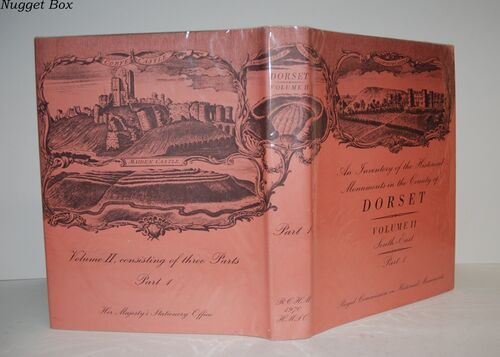 Nugget Box
CORFE CASTLE
MAIDEN CASTLE
Volume II, consisting of three Parts
Part 1
Her Majesty's Stationery Office
DORSET
VOLUME II
Part 1
R C H M
1970
H M S O
An Inventory of the Historical
Monuments in the County of
DORSET
VOLUME II
South-East
Part 1
Royal Commission on Historical Monuments